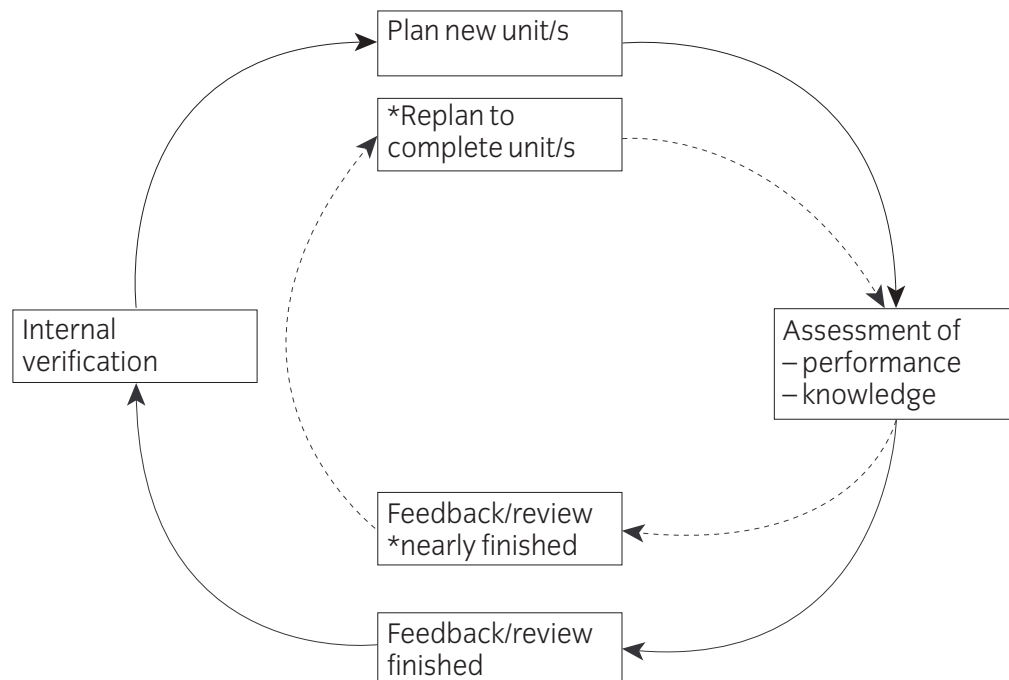 Plan new unit/s
*Replan to
complete unit/s
Internal
verification
Assessment of
– performance
– knowledge
Feedback/review
*nearly finished
Feedback/review
finished